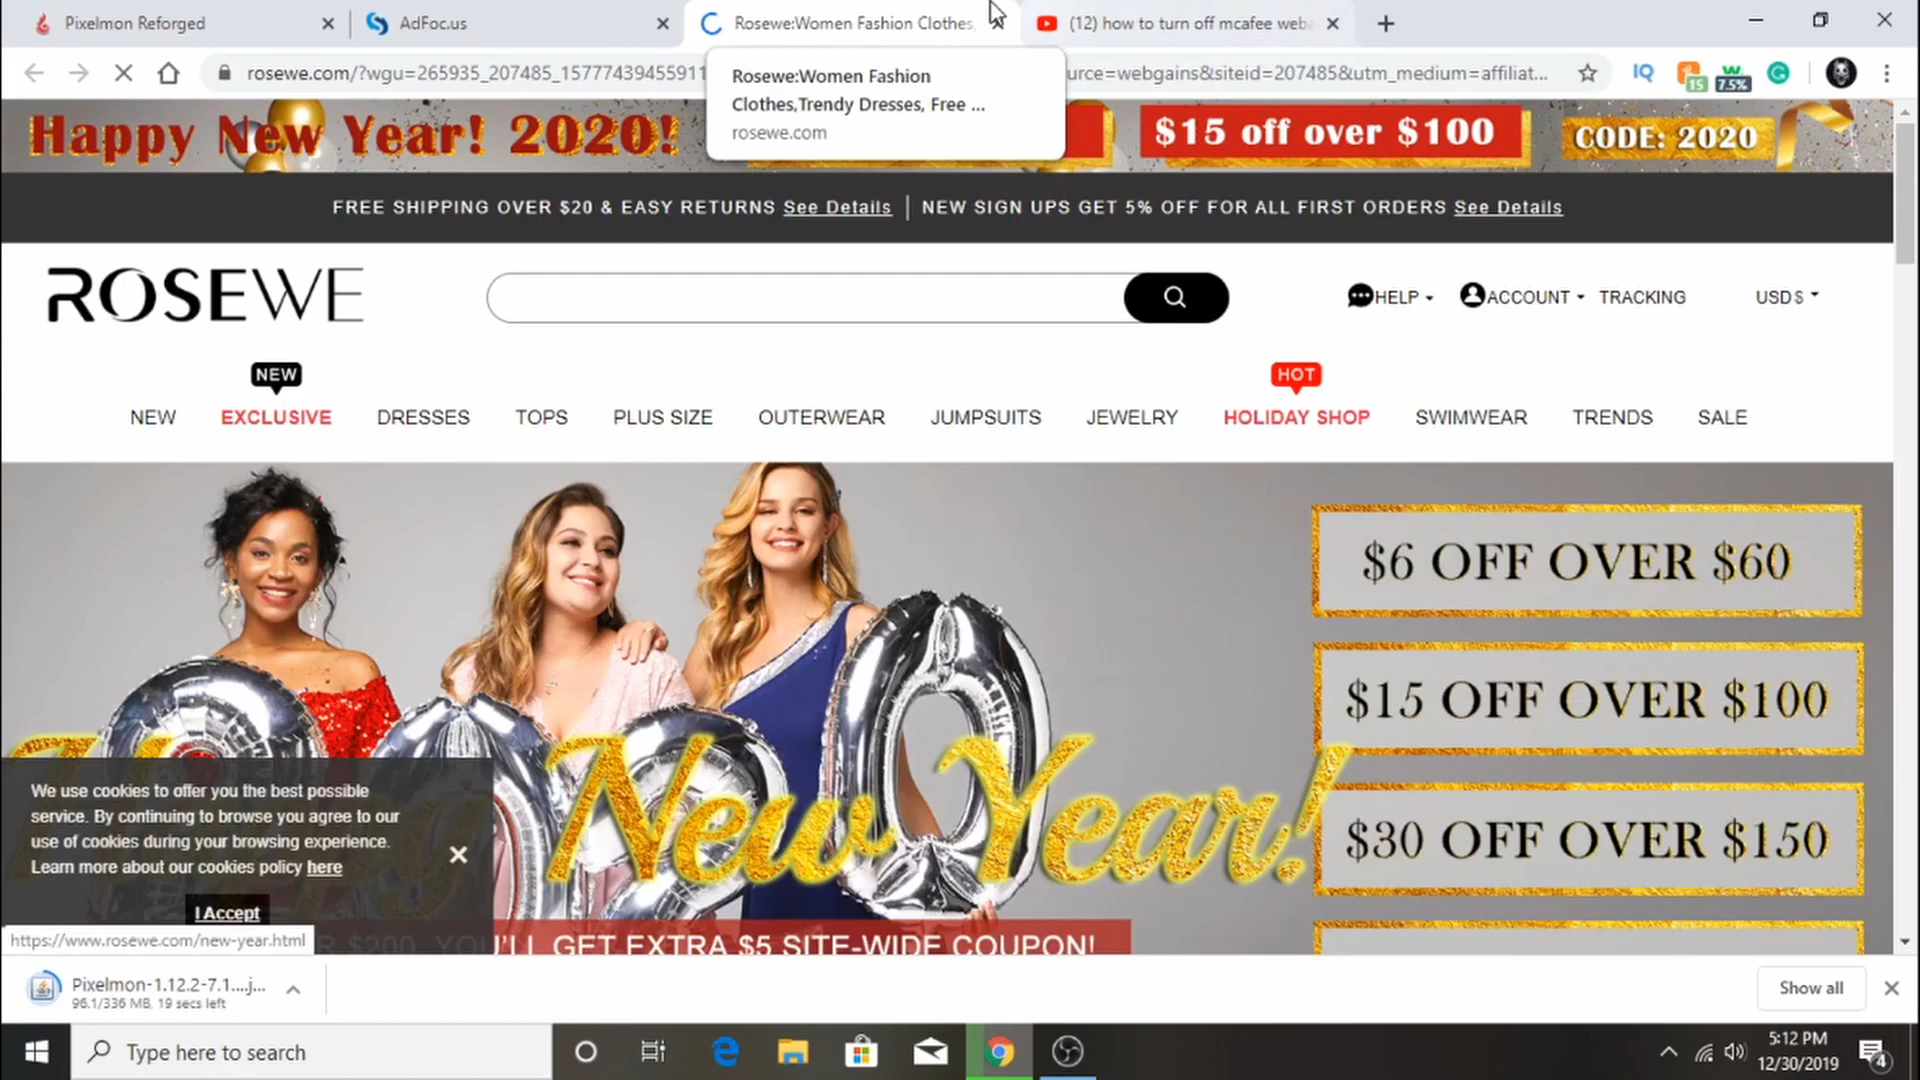 Pixelmon Reforged
AdFoc.us
Rosewe:Women Fashion Clothes,
(12) how to turn off mcafee weba
rosewe.com/?wgu=265935_207485_15777439455911
urce=webgains&siteid=207485&utm_medium=affiliat...
IQ
15
7.5%
Rosewe:Women Fashion
Clothes,Trendy Dresses, Free ...
rosewe.com
Happy New Year! 2020!
$15 off over $100
CODE: 2020
FREE SHIPPING OVER $20 & EASY RETURNS See Details
NEW SIGN UPS GET 5% OFF FOR ALL FIRST ORDERS See Details
ROSEWE
HELP
ACCOUNT
TRACKING
USD$
NEW
HOT
NEW
EXCLUSIVE
DRESSES
TOPS
PLUS SIZE
OUTERWEAR
JUMPSUITS
JEWELRY
HOLIDAY SHOP
SWIMWEAR
TRENDS
SALE
$6 OFF OVER $60
$15 OFF OVER $100
$30 OFF OVER $150
New Year!
We use cookies to offer you the best possible
service. By continuing to browse you agree to our
use of cookies during your browsing experience.
Learn more about our cookies policy here
I Accept
R $200, YOU'LL GET EXTRA $5 SITE-WIDE COUPON!
https://www.rosewe.com/new-year.html
Pixelmon-1.12.2-7.1....j...
96.1/336 MB, 19 secs left
Show all
Type here to search
5:12 PM
12/30/2019
4